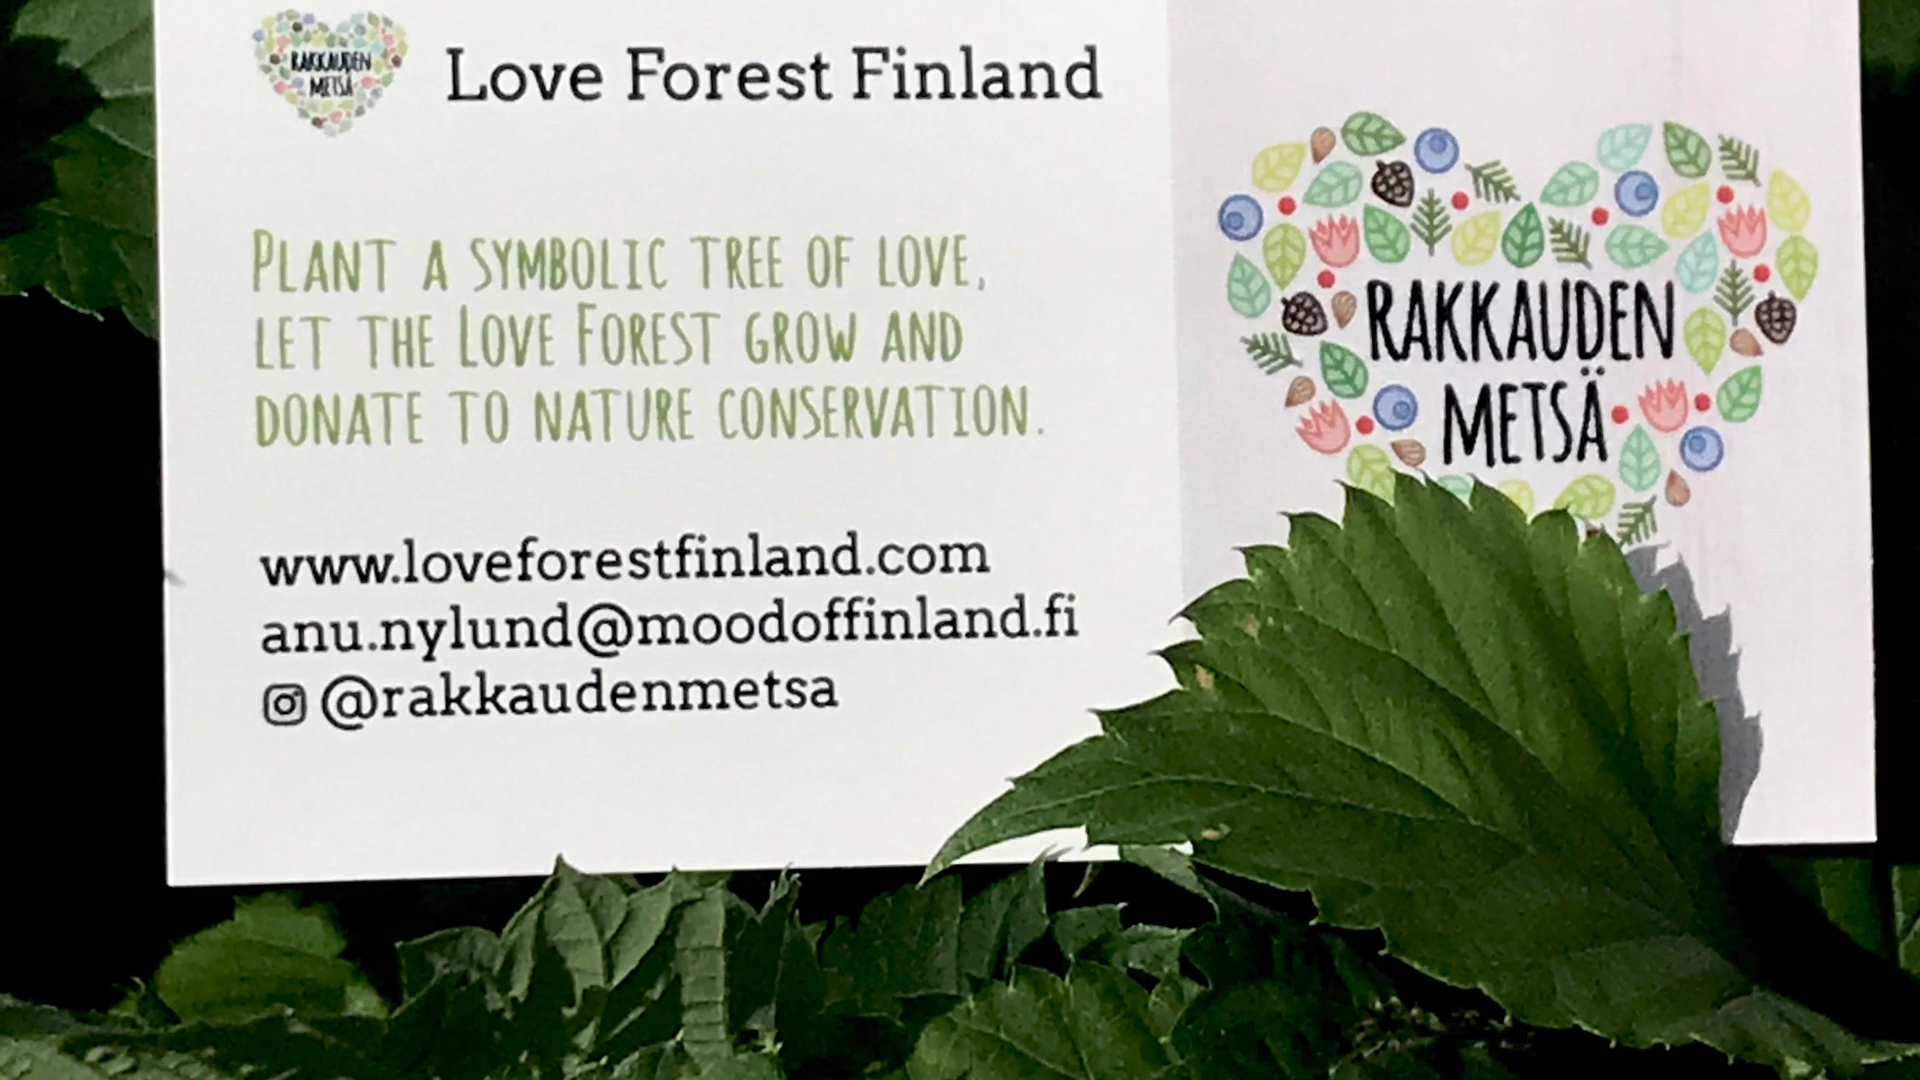 RAKKAUDEN
METSÄ
Love Forest Finland
PLANT A SYMBOLIC TREE OF LOVE,
LET THE LOVE FOREST GROW AND
DONATE TO NATURE CONSERVATION.
www.loveforestfinland.com
anu.nylund@moodoffinland.fi
@rakkaudenmetsa
RAKKAUDEN
METSÄ